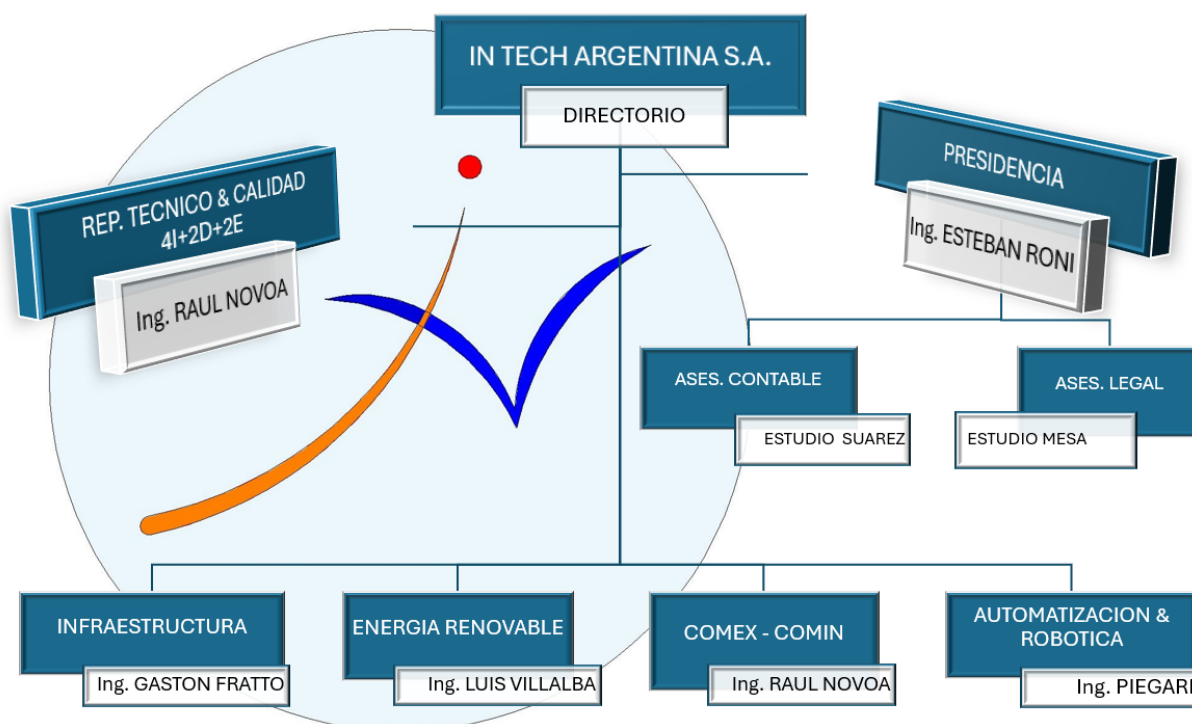 IN TECH ARGENTINA S.A.
DIRECTORIO
PRESIDENCIA
Ing. ESTEBAN RONI
REP. TECNICO & CALIDAD
4I+2D+2E
Ing. RAUL NOVOA
ASES. CONTABLE
ESTUDIO SUAREZ
ASES. LEGAL
ESTUDIO MESA
INFRAESTRUCTURA
Ing. GASTON FRATTO
ENERGIA RENOVABLE
Ing. LUIS VILLALBA
COMEX - COMIN
Ing. RAUL NOVOA
AUTOMATIZACION &
ROBOTICA
Ing.